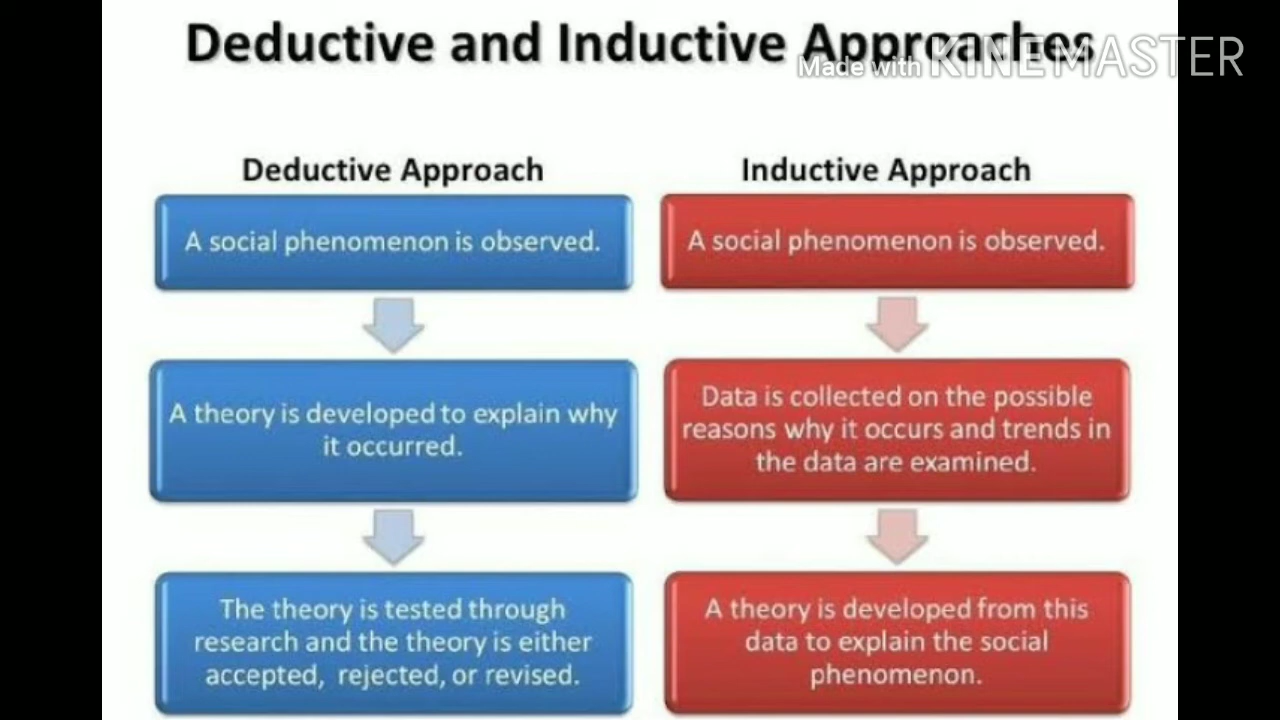 Deductive and Inductive Approaches
Made with KINEMASTER
Deductive Approach
A social phenomenon is observed.
A theory is developed to explain why
it occurred.
The theory is tested through
research and the theory is either
accepted, rejected, or revised.
Inductive Approach
A social phenomenon is observed.
Data is collected on the possible
reasons why it occurs and trends in
the data are examined.
A theory is developed from this
data to explain the social
phenomenon.